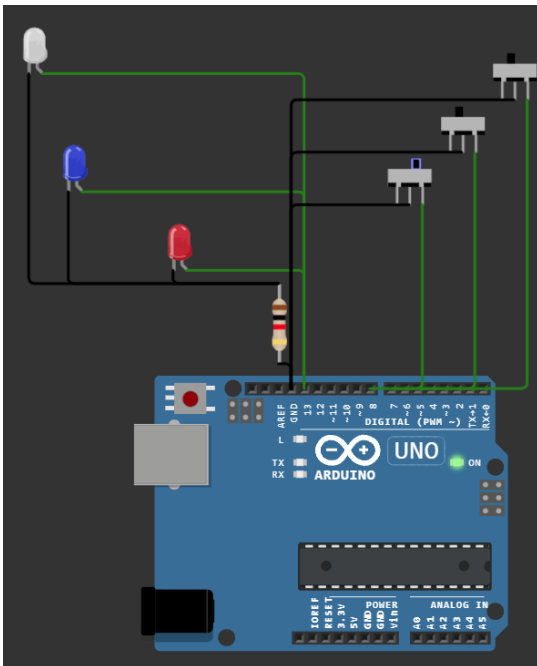 AREF
GND
13
12
~11
~10
~9
8
7
~6
~5
4
~3
2
TX→1
RX←0
DIGITAL (PWM ~)
L
UNO
TX
RX
ON
ARDUINO
IOREF
RESET
3.3V
5V
GND
GND
Vin
POWER
ANALOG IN
A0
A1
A2
A3
A4
A5